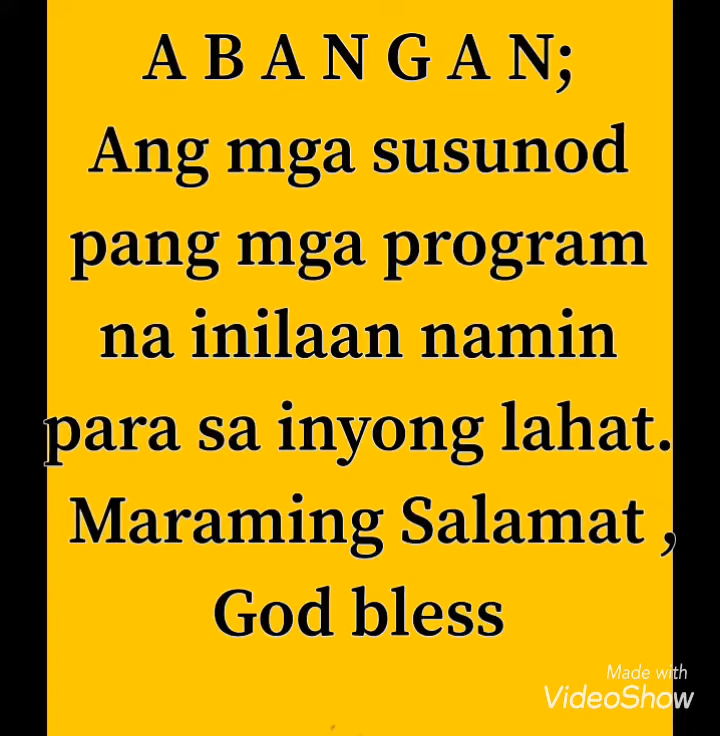 A B A N G A N;
Ang mga susunod
pang mga program
na inilaan namin
para sa inyong lahat.
Maraming Salamat ,
God bless
Made with
VideoShow